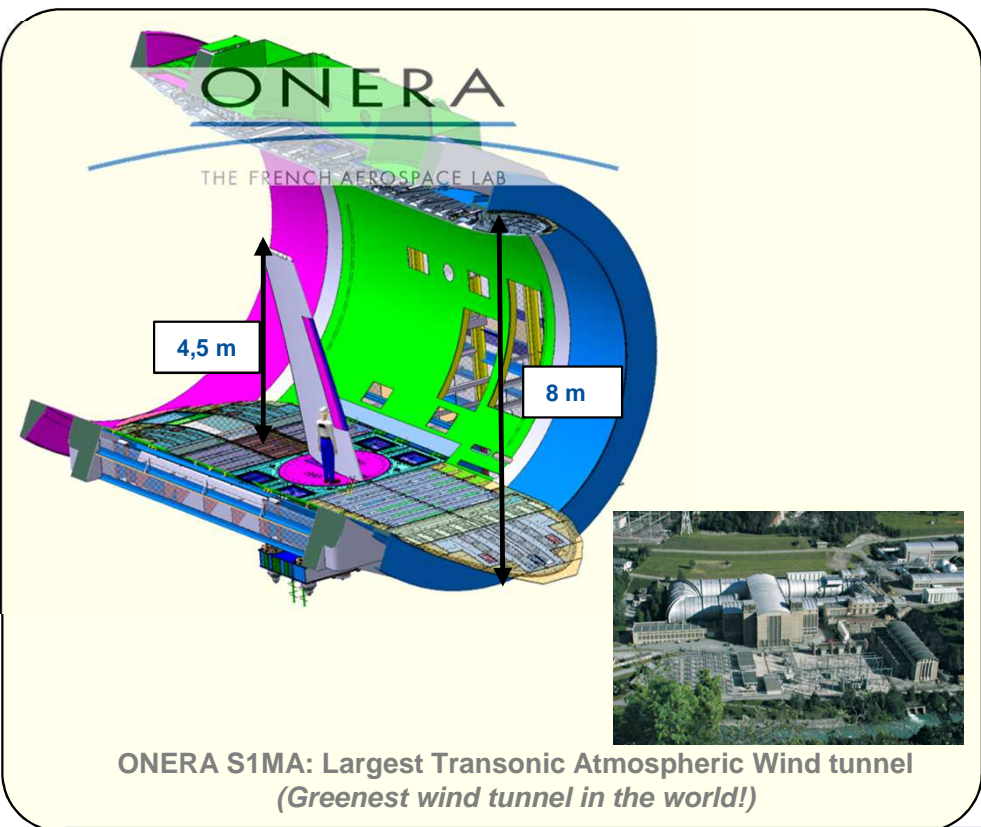 ONERA
THE FRENCH AEROSPACE LAB
4,5 m
8 m
ONERA S1MA: Largest Transonic Atmospheric Wind tunnel
(Greenest wind tunnel in the world!)